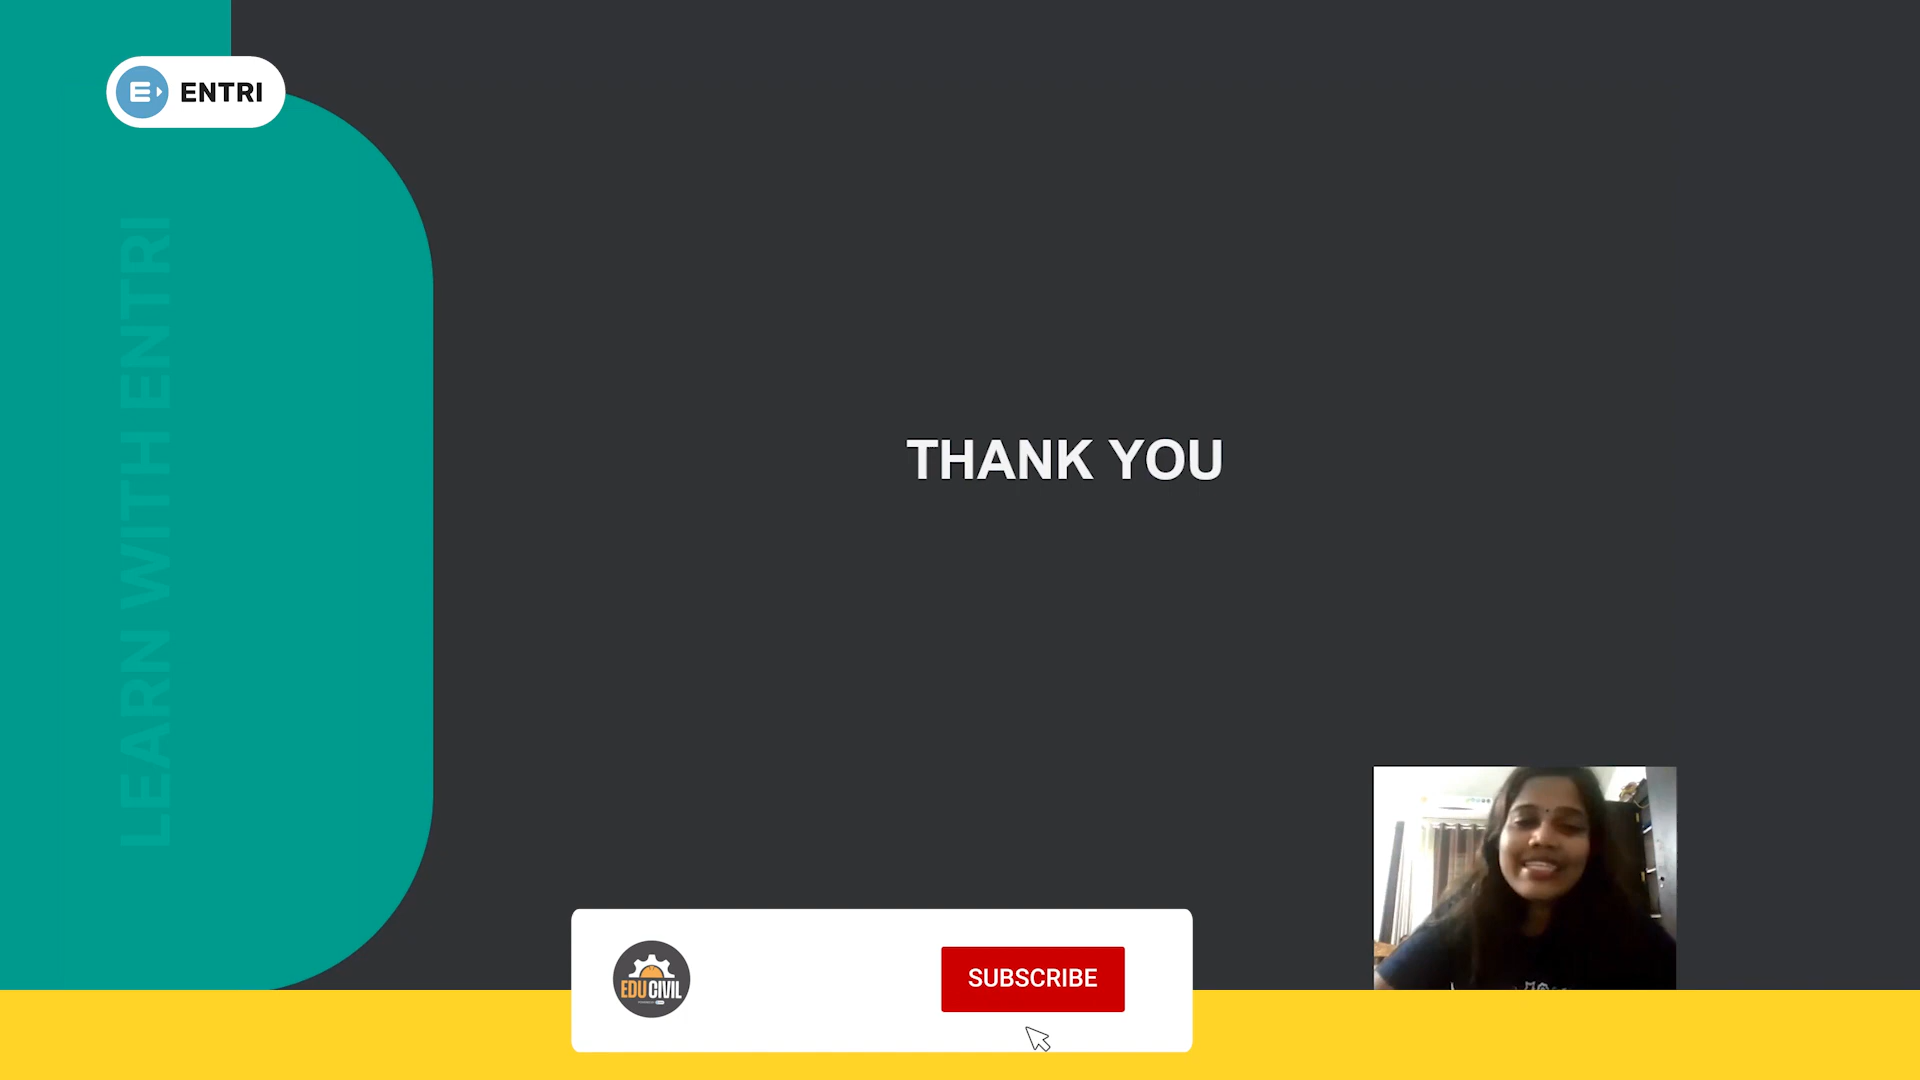 ENTRI
LEARN WITH ENTRI
THANK YOU
EDU CIVIL
SUBSCRIBE